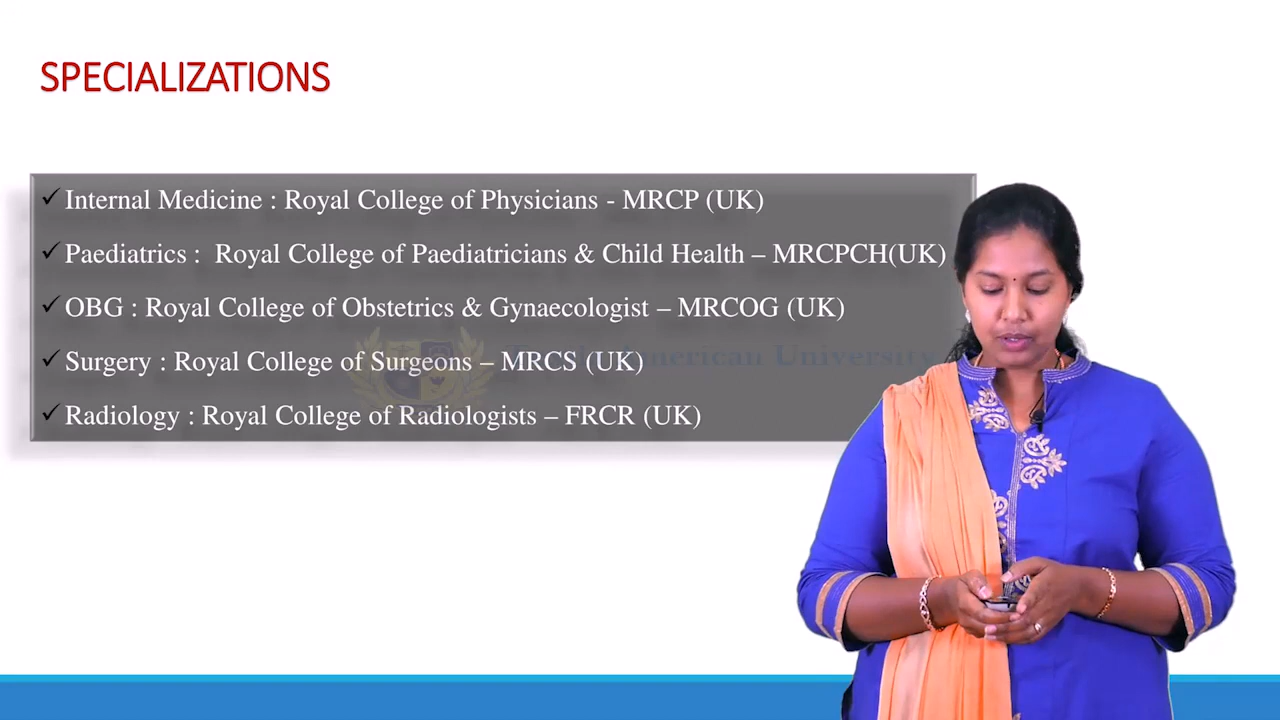 SPECIALIZATIONS
✓ Internal Medicine : Royal College of Physicians - MRCP (UK)
✓ Paediatrics : Royal College of Paediatricians & Child Health – MRCPCH(UK)
✓ OBG : Royal College of Obstetrics & Gynaecologist – MRCOG (UK)
✓ Surgery : Royal College of Surgeons – MRCS (UK)
American University
✓ Radiology : Royal College of Radiologists – FRCR (UK)